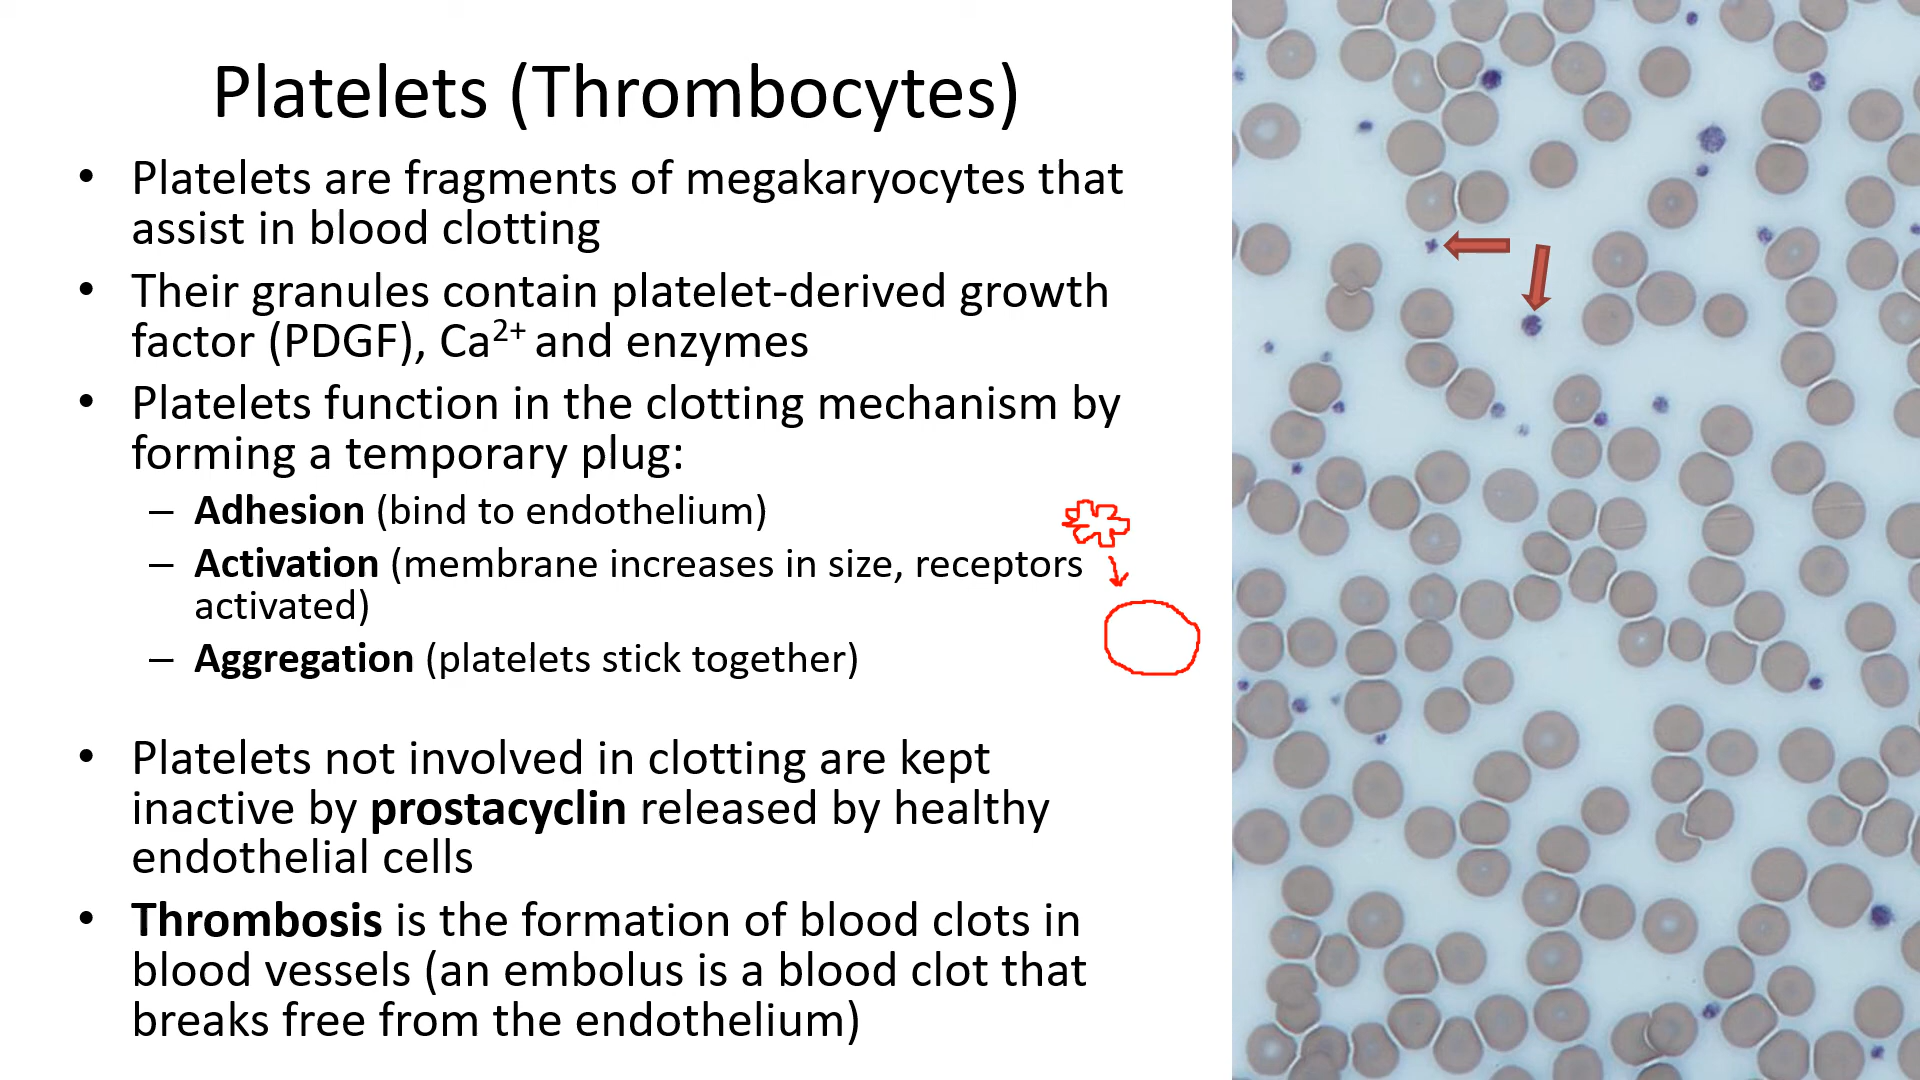 Platelets (Thrombocytes)
• Platelets are fragments of megakaryocytes that
assist in blood clotting
• Their granules contain platelet-derived growth
factor (PDGF), Ca²⁺ and enzymes
• Platelets function in the clotting mechanism by
forming a temporary plug:
– Adhesion (bind to endothelium)
– Activation (membrane increases in size, receptors
activated)
– Aggregation (platelets stick together)
• Platelets not involved in clotting are kept
inactive by prostacyclin released by healthy
endothelial cells
• Thrombosis is the formation of blood clots in
blood vessels (an embolus is a blood clot that
breaks free from the endothelium)